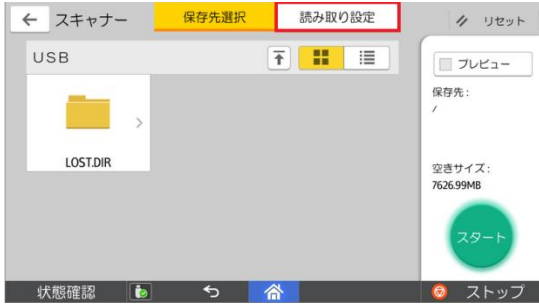 スキャナー
保存先選択
読み取り設定
リセット
USB
プレビュー
保存先：
/
LOST.DIR
空きサイズ：
7626.99MB
スタート
状態確認
ストップ